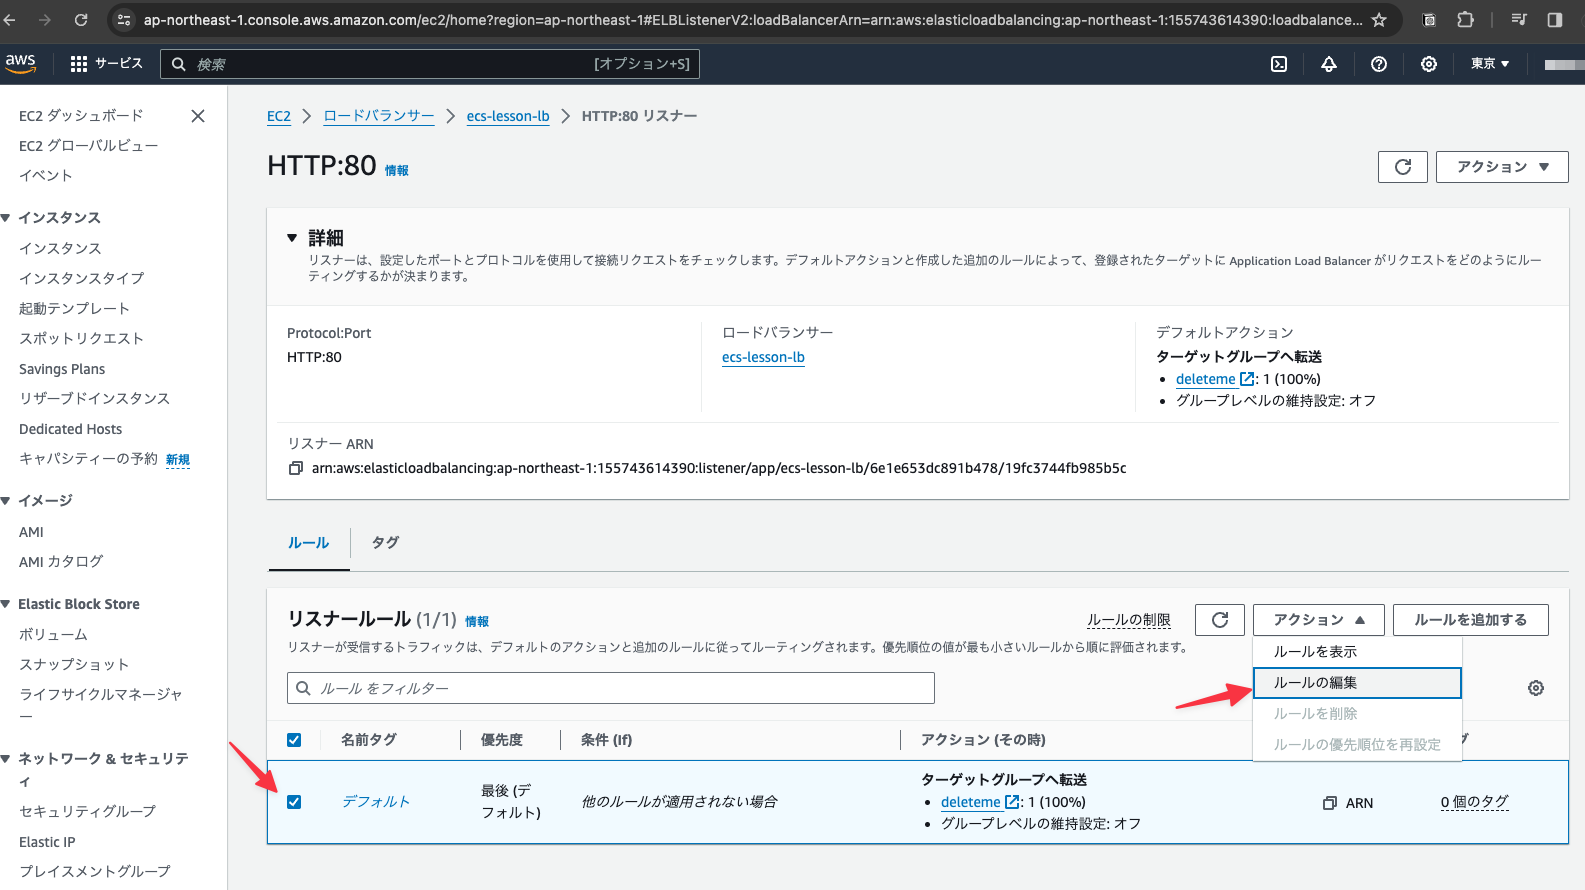 ap-northeast-1.console.aws.amazon.com/ec2/home?region=ap-northeast-1#ELBListenerV2:loadBalancerArn=arn:aws:elasticloadbalancing:ap-northeast-1:155743614390:loadbalance...
aws サービス 検索 [オプション+S] 東京
EC2 ダッシュボード
EC2 グローバルビュー
イベント
インスタンス
インスタンス
インスタンスタイプ
起動テンプレート
スポットリクエスト
Savings Plans
リザーブドインスタンス
Dedicated Hosts
キャパシティーの予約 新規
イメージ
AMI
AMI カタログ
Elastic Block Store
ボリューム
スナップショット
ライフサイクルマネージャ
ー
ネットワーク & セキュリテ
ィ
セキュリティグループ
Elastic IP
プレイスメントグループ
EC2 ロードバランサー ecs-lesson-lb HTTP:80 リスナー
HTTP:80 情報
アクション
詳細
リスナーは、設定したポートとプロトコルを使用して接続リクエストをチェックします。デフォルトアクションと作成した追加のルールによって、登録されたターゲットに Application Load Balancer がリクエストをどのようにルー
ティングするかが決まります。
Protocol:Port
HTTP:80
ロードバランサー
ecs-lesson-lb
デフォルトアクション
ターゲットグループへ転送
• deleteme : 1 (100%)
• グループレベルの維持設定: オフ
リスナー ARN
arn:aws:elasticloadbalancing:ap-northeast-1:155743614390:listener/app/ecs-lesson-lb/6e1e653dc891b478/19fc3744fb985b5c
ルール タグ
リスナールール (1/1) 情報
ルールの制限 アクション ルールを追加する
リスナーが受信するトラフィックは、デフォルトのアクションと追加のルールに従ってルーティングされます。優先順位の値が最も小さいルールから順に評価されます。
ルール をフィルター
ルールを表示
ルールの編集
ルールを削除
ルールの優先順位を再設定
名前タグ 優先度 条件 (If) アクション (その時) グ
デフォルト
最後 (デ
フォルト)
他のルールが適用されない場合
ターゲットグループへ転送
• deleteme : 1 (100%)
• グループレベルの維持設定: オフ
ARN
0 個のタグ